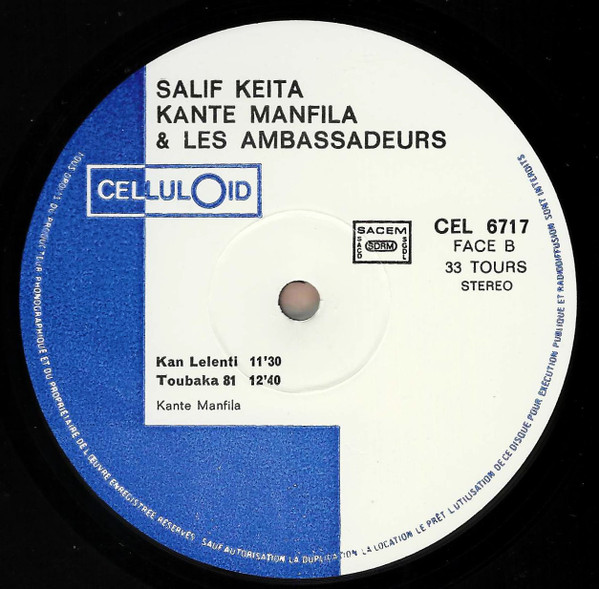 SALIF KEITA
KANTE MANFILA
& LES AMBASSADEURS
CELLULOID
SACEM
SACD SDRM SGDL
CEL 6717
FACE B
33 TOURS
STEREO
Kan Lelenti 11'30
Toubaka 81 12'40
Kante Manfila
TOUS DROITS DU PRODUCTEUR PHONOGRAPHIQUE ET DU PROPRIETAIRE DE L'ŒUVRE ENREGISTREE RESERVES. SAUF AUTORISATION LA DUPLICATION LA LOCATION LE PRÊT L'UTILISATION DE CE DISQUE POUR EXECUTION PUBLIQUE ET RADIODIFFUSION SONT INTERDITS